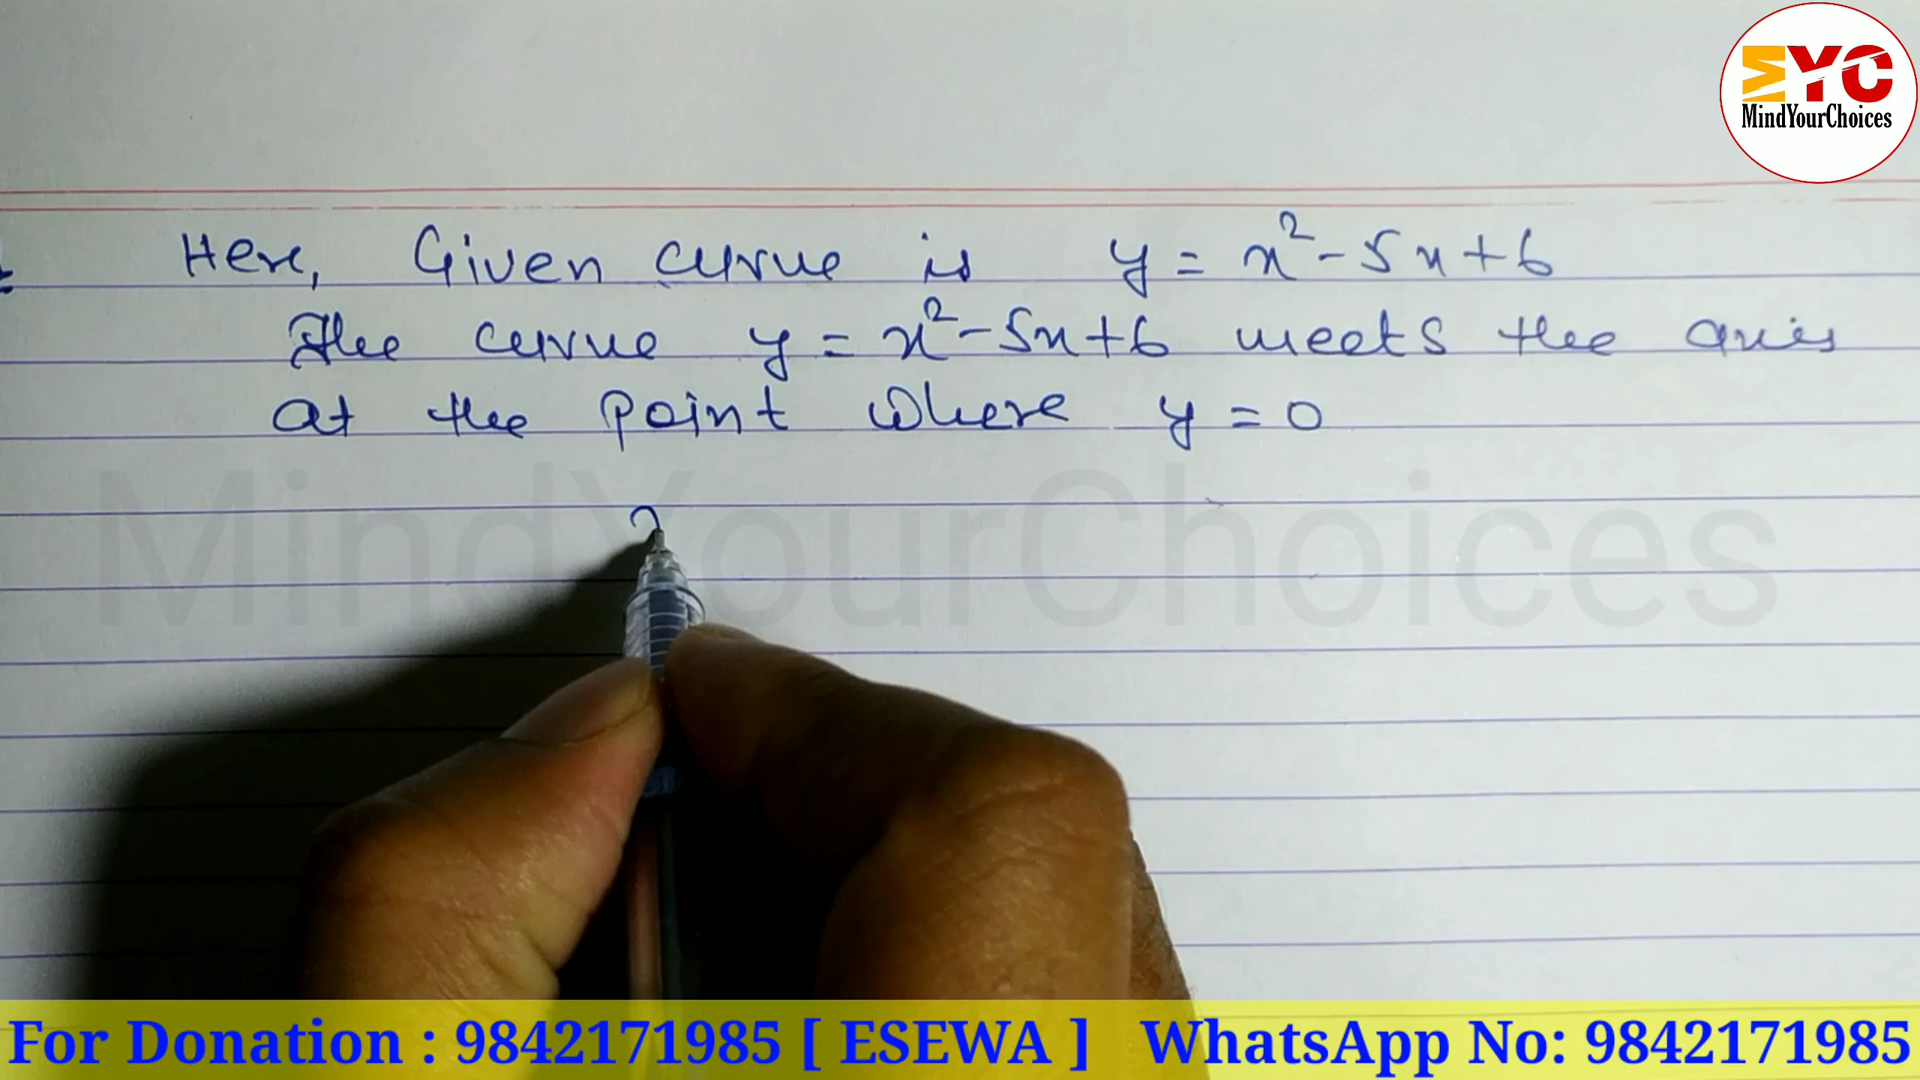 MYC
MindYourChoices
Here, Given curve is y = x² - 5x + 6
The curve y = x² - 5x + 6 meets the axis
at the point where y = 0
MindYourChoices
For Donation : 9842171985 [ ESEWA ] WhatsApp No: 9842171985